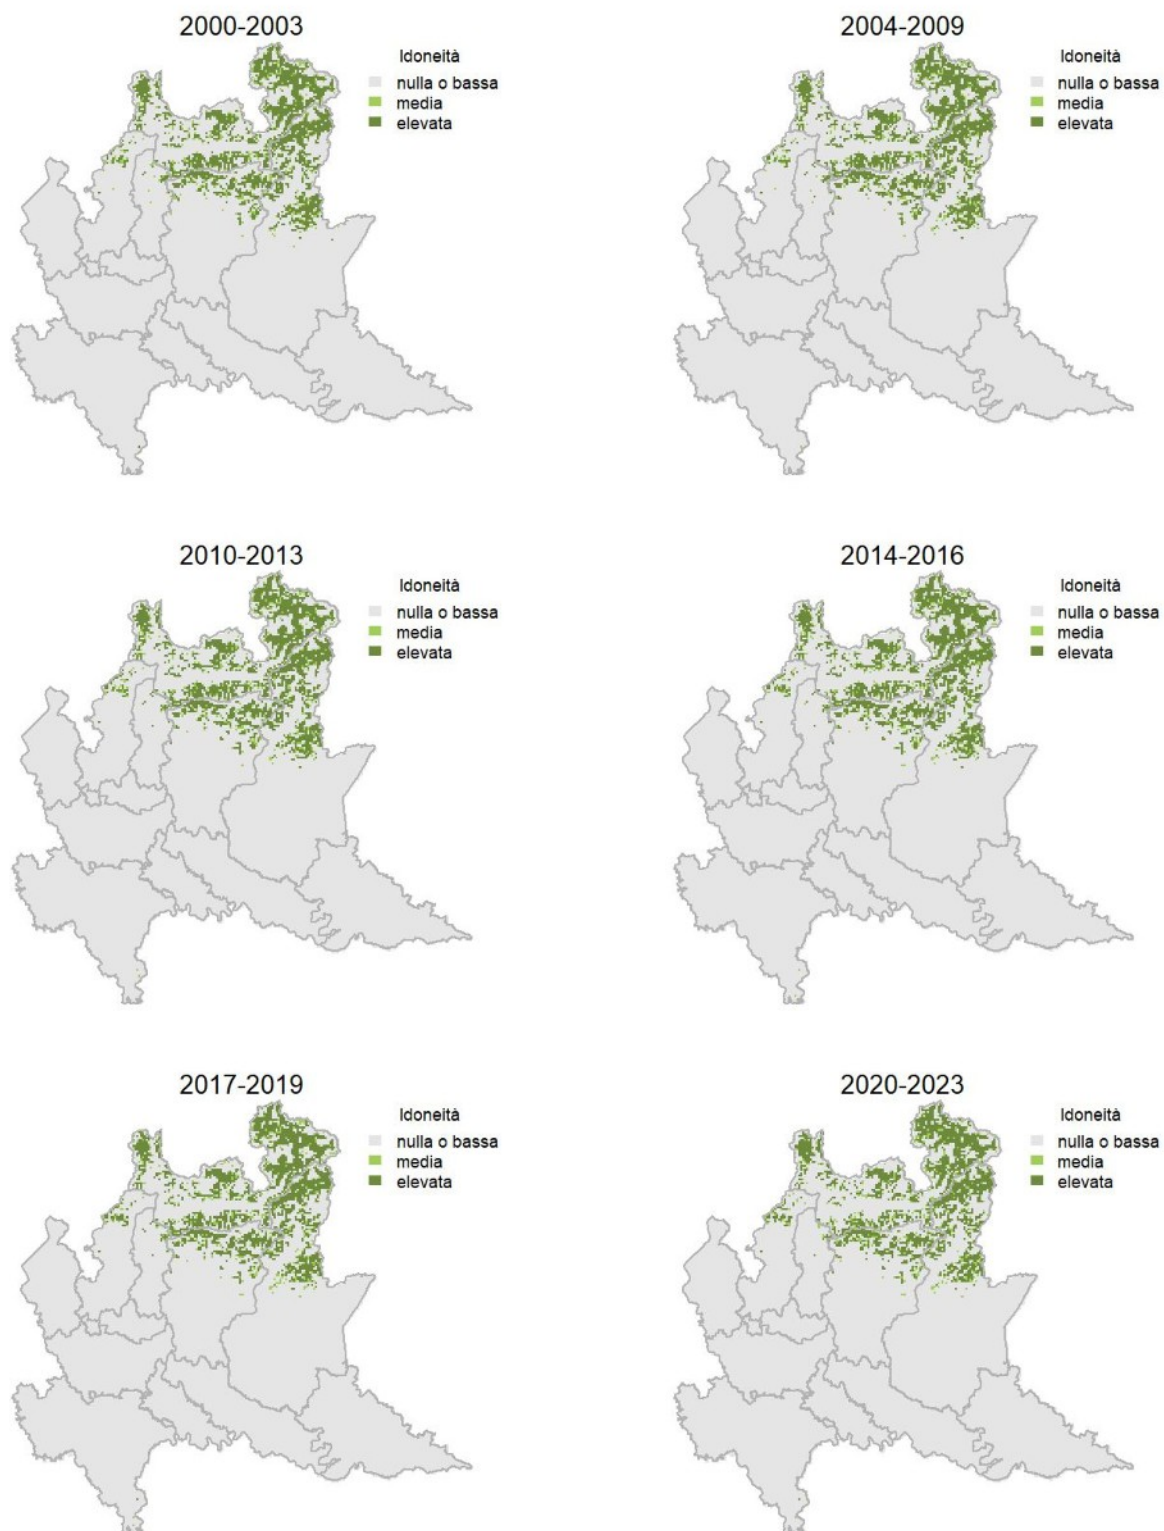 2000-2003
Idoneità
nulla o bassa
media
elevata
2004-2009
Idoneità
nulla o bassa
media
elevata
2010-2013
Idoneità
nulla o bassa
media
elevata
2014-2016
Idoneità
nulla o bassa
media
elevata
2017-2019
Idoneità
nulla o bassa
media
elevata
2020-2023
Idoneità
nulla o bassa
media
elevata